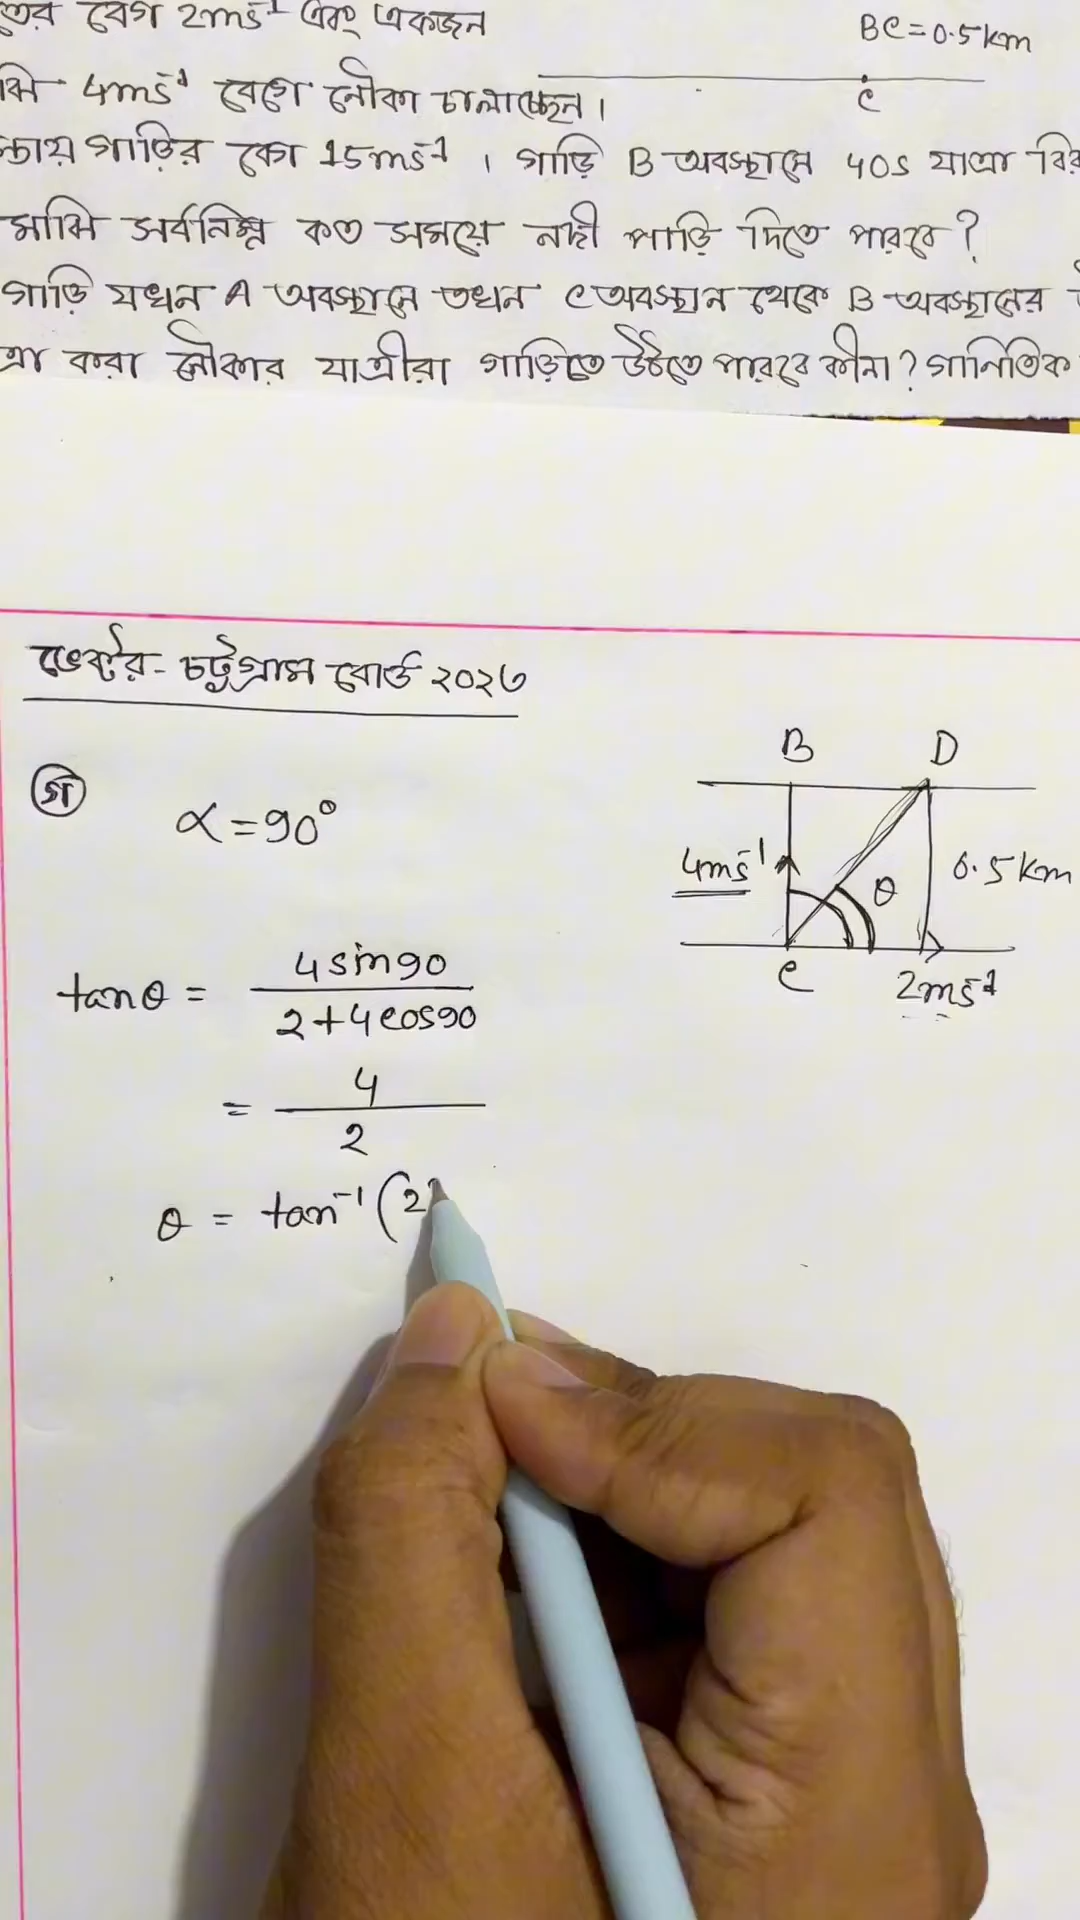 বেগ 2ms⁻¹ এবং একজন
BC=0.5km
4ms⁻¹ বেগে নৌকা চালাচ্ছেন।
C
গাড়ির বেগ 15ms⁻¹। গাড়ি B অবস্থানে 40s যাত্রা
মাঝি সর্বনিম্ন কত সময়ে নদী পাড়ি দিতে পারবে?
গাড়ি যখন A অবস্থানে তখন C অবস্থান থেকে B অবস্থানের
করা নৌকার যাত্রীরা গাড়িতে উঠতে পারবে কীনা? গানিতিক
ভেক্টর- চট্টগ্রাম বোর্ড ২০২৩
গ
α=90°
B D
4ms⁻¹ θ 0.5km
C 2ms⁻¹
tanθ = 4sin90 / 2+4cos90
= 4 / 2
θ = tan⁻¹(2